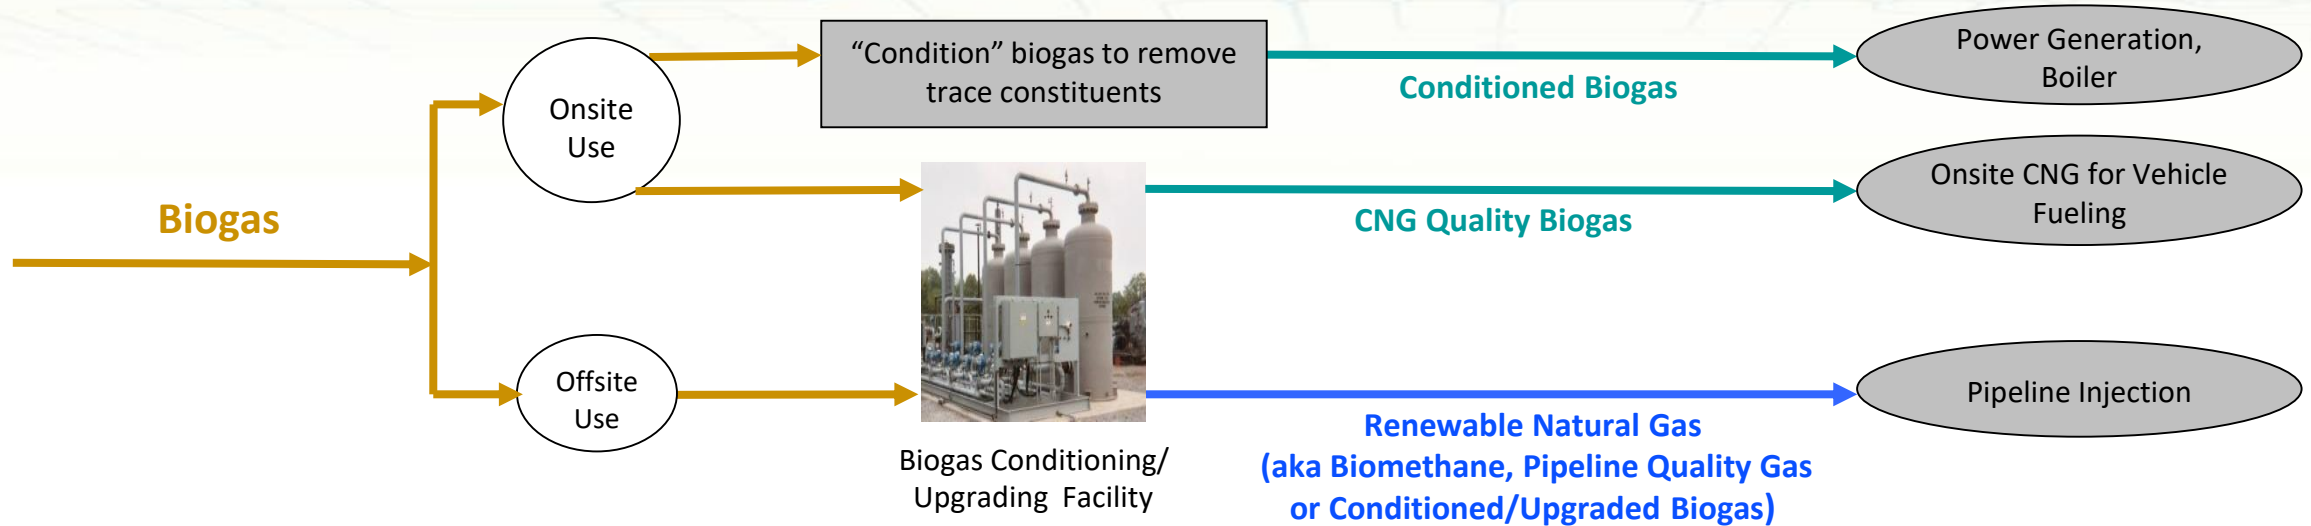 “Condition” biogas to remove
trace constituents
Power Generation,
Boiler
Conditioned Biogas
Onsite
Use
Onsite CNG for Vehicle
Fueling
Biogas
CNG Quality Biogas
Offsite
Use
Pipeline Injection
Renewable Natural Gas
(aka Biomethane, Pipeline Quality Gas
or Conditioned/Upgraded Biogas)
Biogas Conditioning/
Upgrading Facility